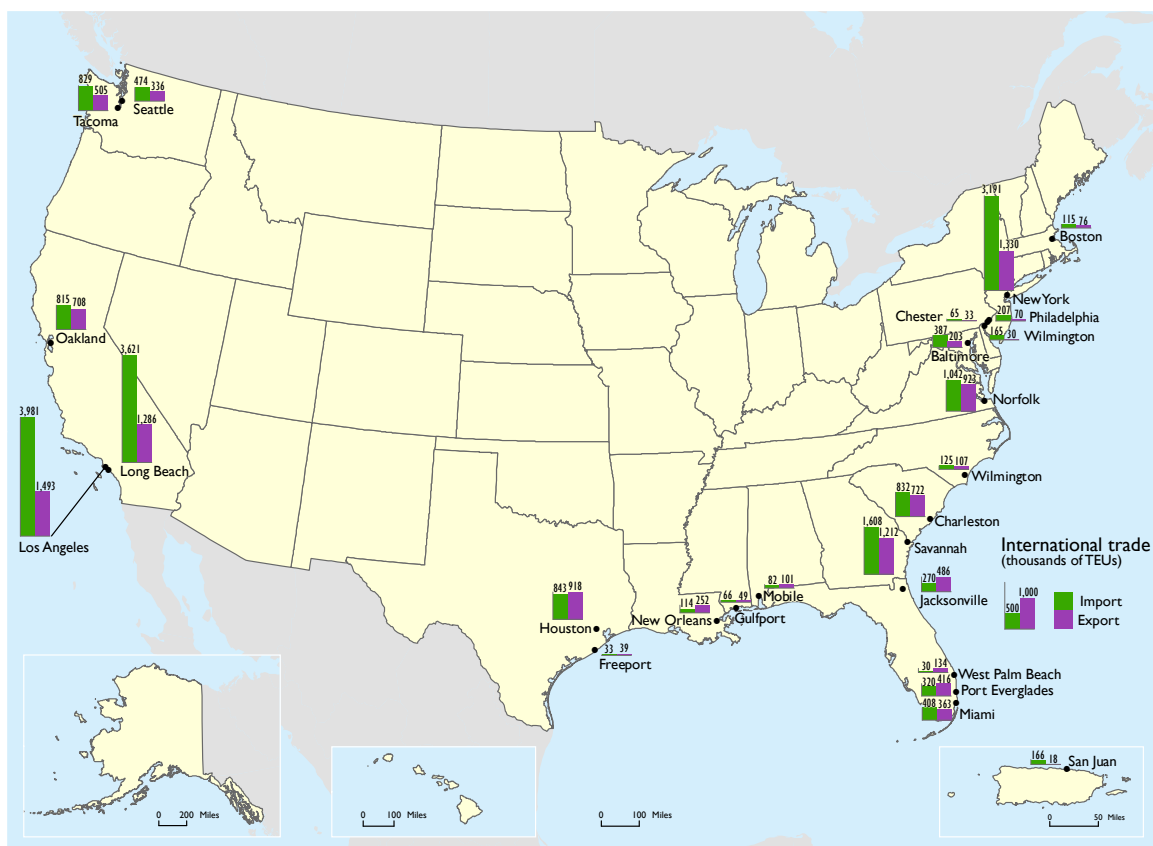 829
505
Tacoma
474
336
Seattle
3,191
1,330
New York
115
76
Boston
815
708
Oakland
207
70
Philadelphia
Chester
65
33
165
30
Wilmington
387
203
Baltimore
3,621
1,286
Long Beach
1,042
923
Norfolk
3,981
1,493
Los Angeles
125
107
Wilmington
832
722
Charleston
1,608
1,212
Savannah
International trade
(thousands of TEUs)
500
1,000
Import
Export
270
486
Jacksonville
843
918
Houston
33
39
Freeport
114
252
New Orleans
66
49
Gulfport
82
101
Mobile
30
134
West Palm Beach
320
416
Port Everglades
408
363
Miami
166
18
San Juan
0 200 Miles
0 100 Miles
0 100 Miles
0 50 Miles